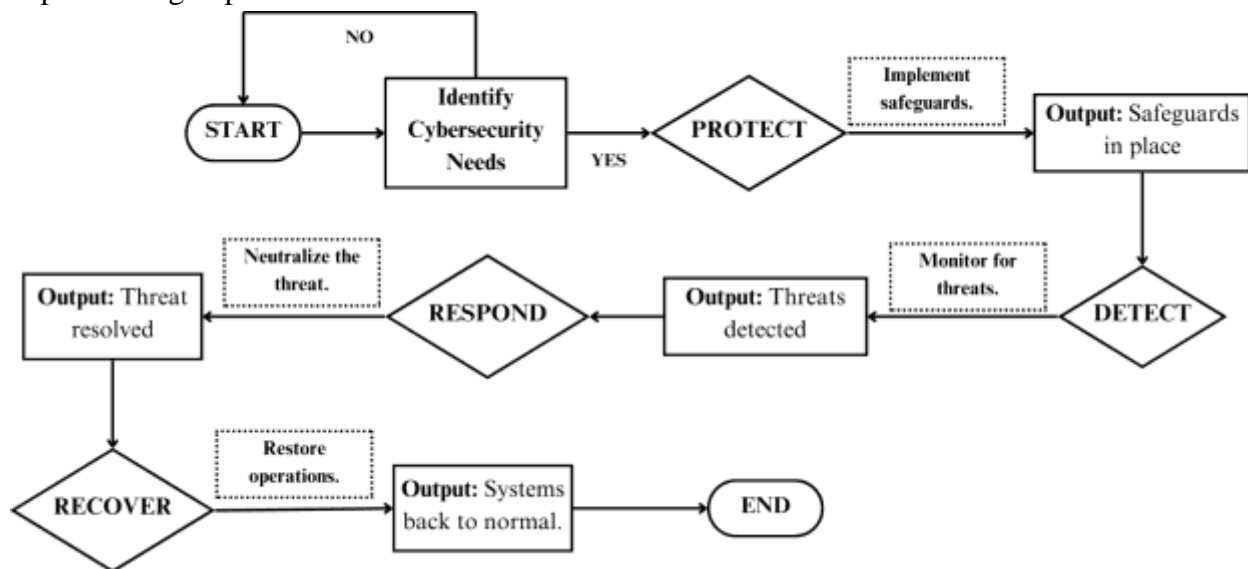 NO
START
Identify
Cybersecurity
Needs
YES
PROTECT
Implement
safeguards.
Output: Safeguards
in place
DETECT
Monitor for
threats.
Output: Threats
detected
RESPOND
Neutralize the
threat.
Output: Threat
resolved
RECOVER
Restore
operations.
Output: Systems
back to normal.
END